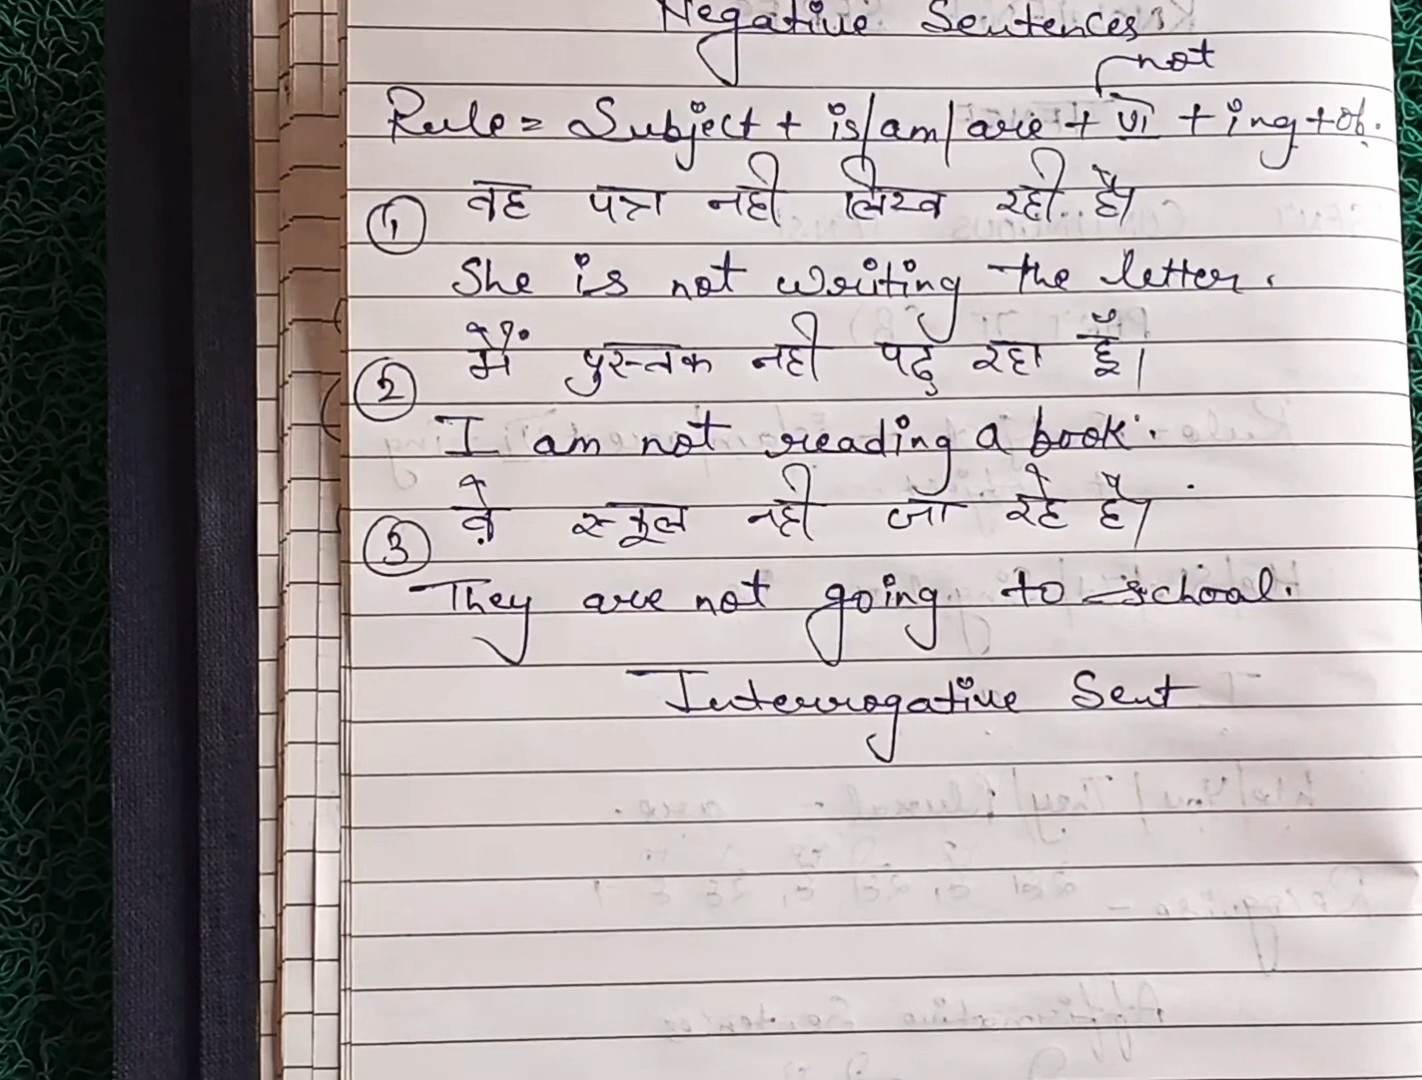 Negative Sentences
not
Rule = Subject + is/am/are + VI + ing + ob.
① वह पत्र नही लिख रही है।
She is not writing the letter.
② मैं पुस्तक नही पढ़ रहा हूँ।
I am not reading a book.
③ वे स्कूल नही जा रहे है।
They are not going to school.
Interrogative Sent